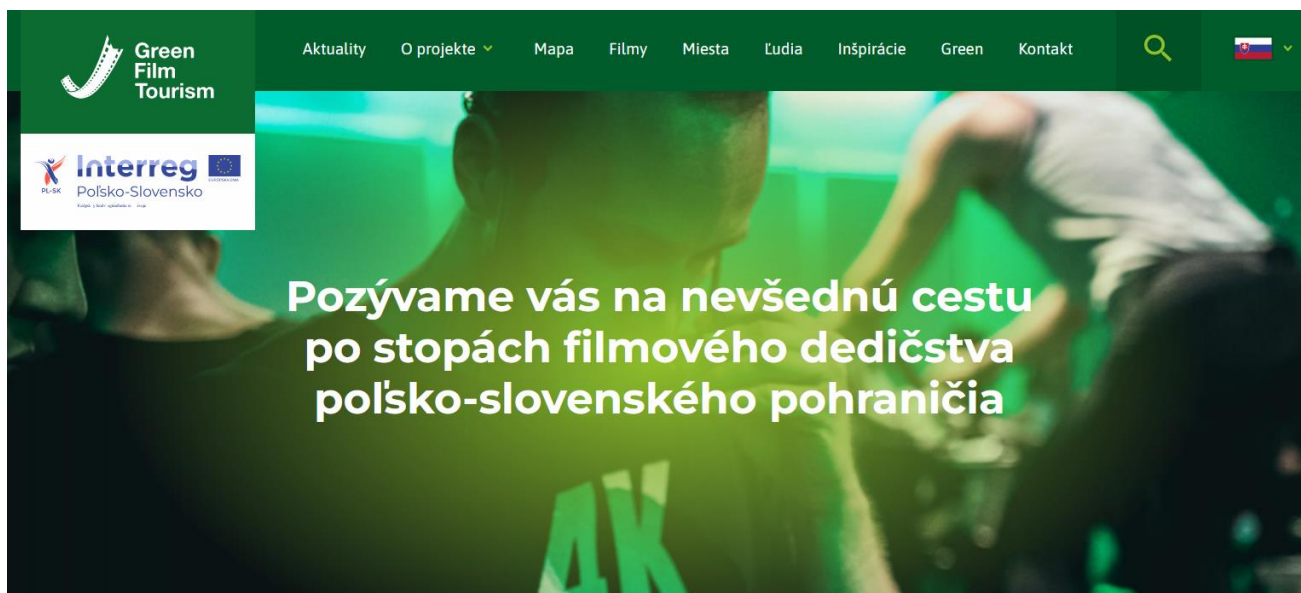 Green
Film
Tourism
Aktuality O projekte Mapa Filmy Miesta Ľudia Inšpirácie Green Kontakt
Interreg
PL-SK
Poľsko-Slovensko
Pozývame vás na nevšednú cestu
po stopách filmového dedičstva
poľsko-slovenského pohraničia
4K